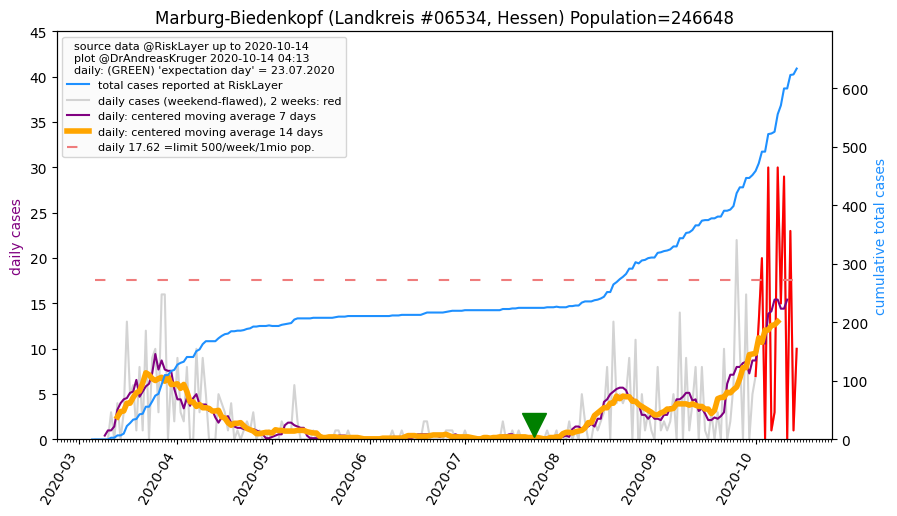 Marburg-Biedenkopf (Landkreis #06534, Hessen) Population=246648
source data @RiskLayer up to 2020-10-14
plot @DrAndreasKruger 2020-10-14 04:13
daily: (GREEN) 'expectation day' = 23.07.2020
total cases reported at RiskLayer
daily cases (weekend-flawed), 2 weeks: red
daily: centered moving average 7 days
daily: centered moving average 14 days
daily 17.62 =limit 500/week/1mio pop.
daily cases
45
40
35
30
25
20
15
10
5
0
cumulative total cases
600
500
400
300
200
100
0
2020-03
2020-04
2020-05
2020-06
2020-07
2020-08
2020-09
2020-10